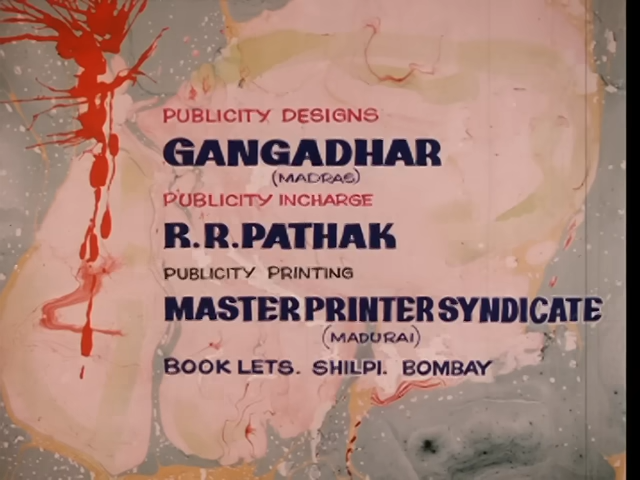 PUBLICITY DESIGNS
GANGADHAR
(MADRAS)
PUBLICITY INCHARGE
R.R.PATHAK
PUBLICITY PRINTING
MASTER PRINTER SYNDICATE
(MADURAI)
BOOK LETS. SHILPI. BOMBAY